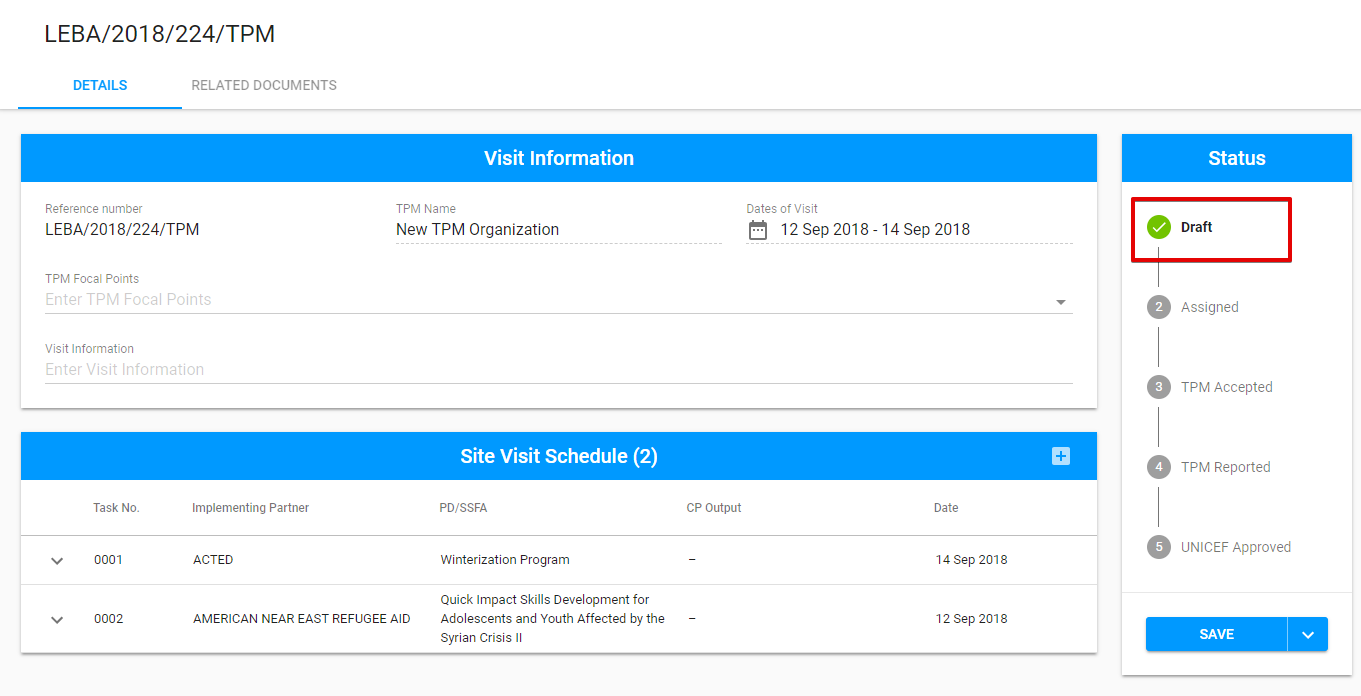 LEBA/2018/224/TPM
DETAILS
RELATED DOCUMENTS
Visit Information
Reference number
LEBA/2018/224/TPM
TPM Name
New TPM Organization
Dates of Visit
12 Sep 2018 - 14 Sep 2018
TPM Focal Points
Enter TPM Focal Points
Visit Information
Enter Visit Information
Site Visit Schedule (2)
Task No.
Implementing Partner
PD/SSFA
CP Output
Date
0001
ACTED
Winterization Program
–
14 Sep 2018
0002
AMERICAN NEAR EAST REFUGEE AID
Quick Impact Skills Development for
Adolescents and Youth Affected by the
Syrian Crisis II
–
12 Sep 2018
Status
Draft
2 Assigned
3 TPM Accepted
4 TPM Reported
5 UNICEF Approved
SAVE